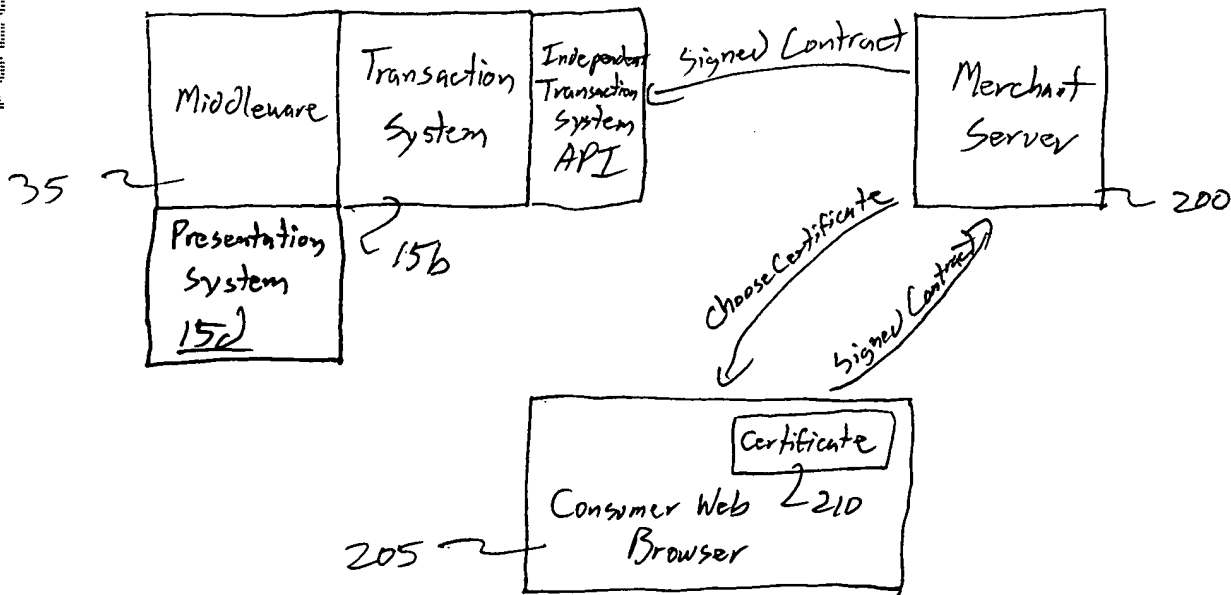 Middleware
Transaction
System
Independent
Transaction
System
API
Signed Contract
Merchant
Server
35
200
Presentation
System
15d
15b
Choose Certificate
Signed Contract
Certificate
210
Consumer Web
Browser
205